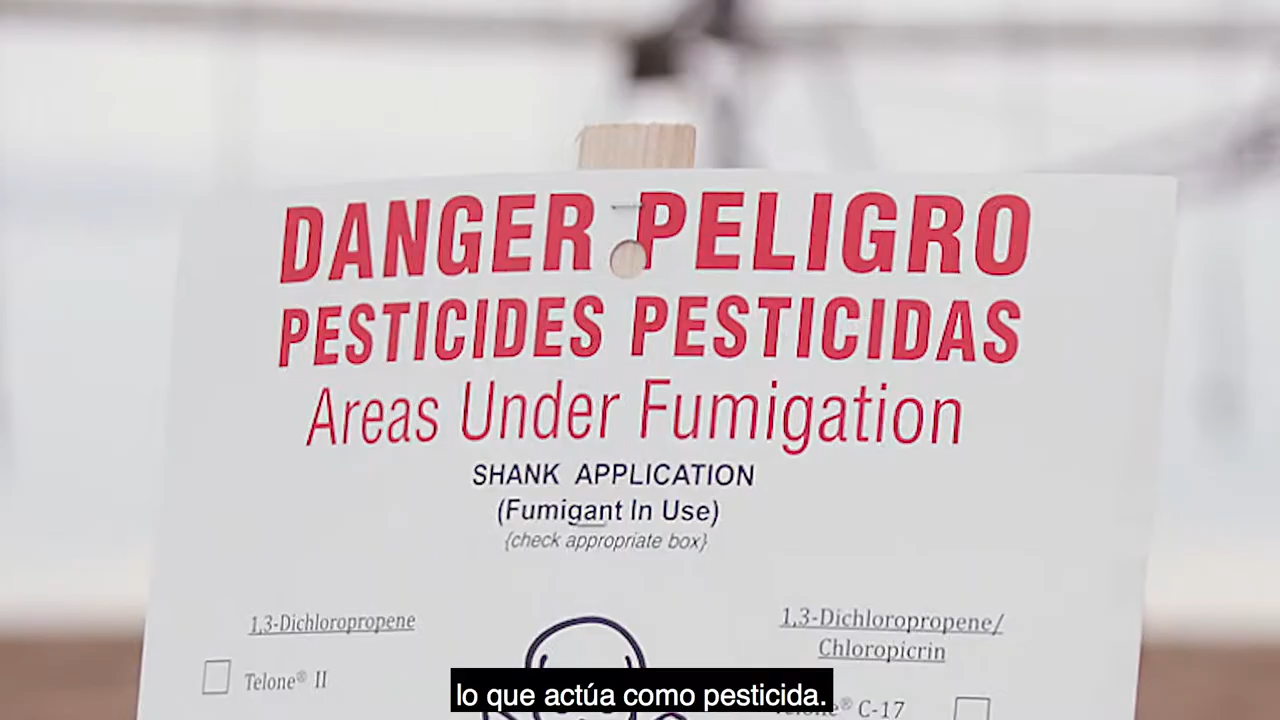 DANGER PELIGRO
PESTICIDES PESTICIDAS
Areas Under Fumigation
SHANK APPLICATION
(Fumigant In Use)
{check appropriate box}
1,3-Dichloropropene
Telone® II
1,3-Dichloropropene/
Chloropicrin
C-17
lo que actúa como pesticida.